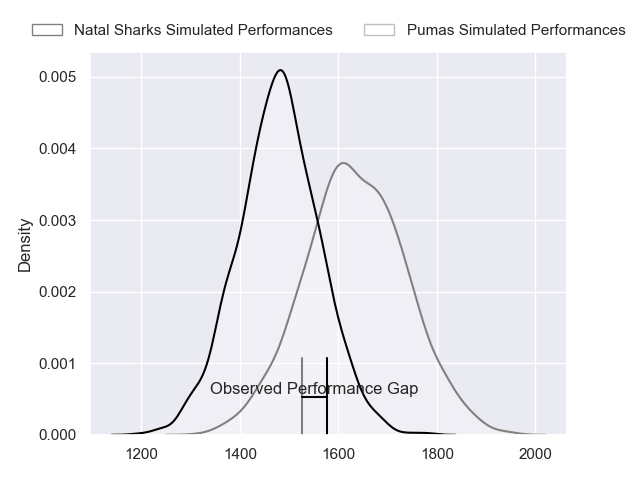 Natal Sharks Simulated Performances
Pumas Simulated Performances
0.005
0.004
0.003
0.002
0.001
0.000
Density
Observed Performance Gap
1200 1400 1600 1800 2000